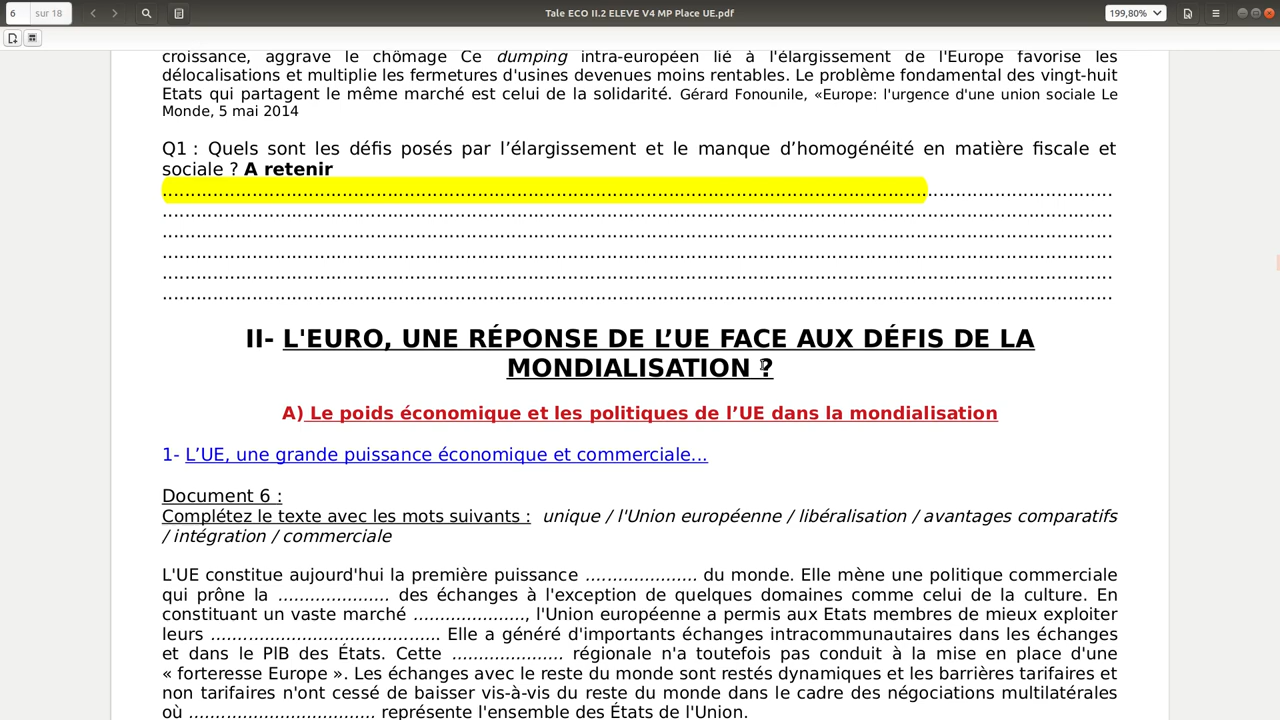 6 sur 18
Tale ECO II.2 ELEVE V4 MP Place UE.pdf
199,80%
croissance, aggrave le chômage Ce dumping intra-européen lié à l'élargissement de l'Europe favorise les
délocalisations et multiplie les fermetures d'usines devenues moins rentables. Le problème fondamental des vingt-huit
Etats qui partagent le même marché est celui de la solidarité. Gérard Fonounile, «Europe: l'urgence d'une union sociale Le
Monde, 5 mai 2014
Q1 : Quels sont les défis posés par l’élargissement et le manque d’homogénéité en matière fiscale et
sociale ? A retenir
................................................................................................................................................
................................................................................................................................................
................................................................................................................................................
................................................................................................................................................
................................................................................................................................................
................................................................................................................................................
II- L'EURO, UNE RÉPONSE DE L’UE FACE AUX DÉFIS DE LA
MONDIALISATION ?
A) Le poids économique et les politiques de l’UE dans la mondialisation
1- L’UE, une grande puissance économique et commerciale...
Document 6 :
Complétez le texte avec les mots suivants : unique / l'Union européenne / libéralisation / avantages comparatifs
/ intégration / commerciale
L'UE constitue aujourd'hui la première puissance ..................... du monde. Elle mène une politique commerciale
qui prône la ..................... des échanges à l'exception de quelques domaines comme celui de la culture. En
constituant un vaste marché ....................., l'Union européenne a permis aux Etats membres de mieux exploiter
leurs ........................................... Elle a généré d'importants échanges intracommunautaires dans les échanges
et dans le PIB des États. Cette ..................... régionale n'a toutefois pas conduit à la mise en place d'une
« forteresse Europe ». Les échanges avec le reste du monde sont restés dynamiques et les barrières tarifaires et
non tarifaires n'ont cessé de baisser vis-à-vis du reste du monde dans le cadre des négociations multilatérales
où ................................... représente l'ensemble des États de l'Union.